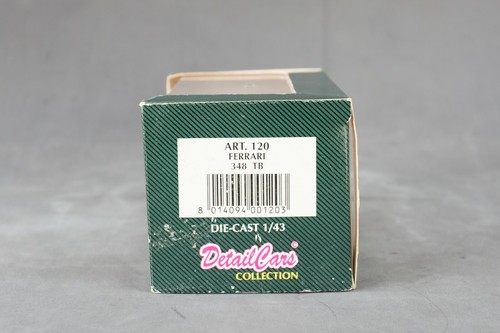 ART. 120
FERRARI
348 TB
8 014094 001203
DIE-CAST 1/43
DetailCars
COLLECTION